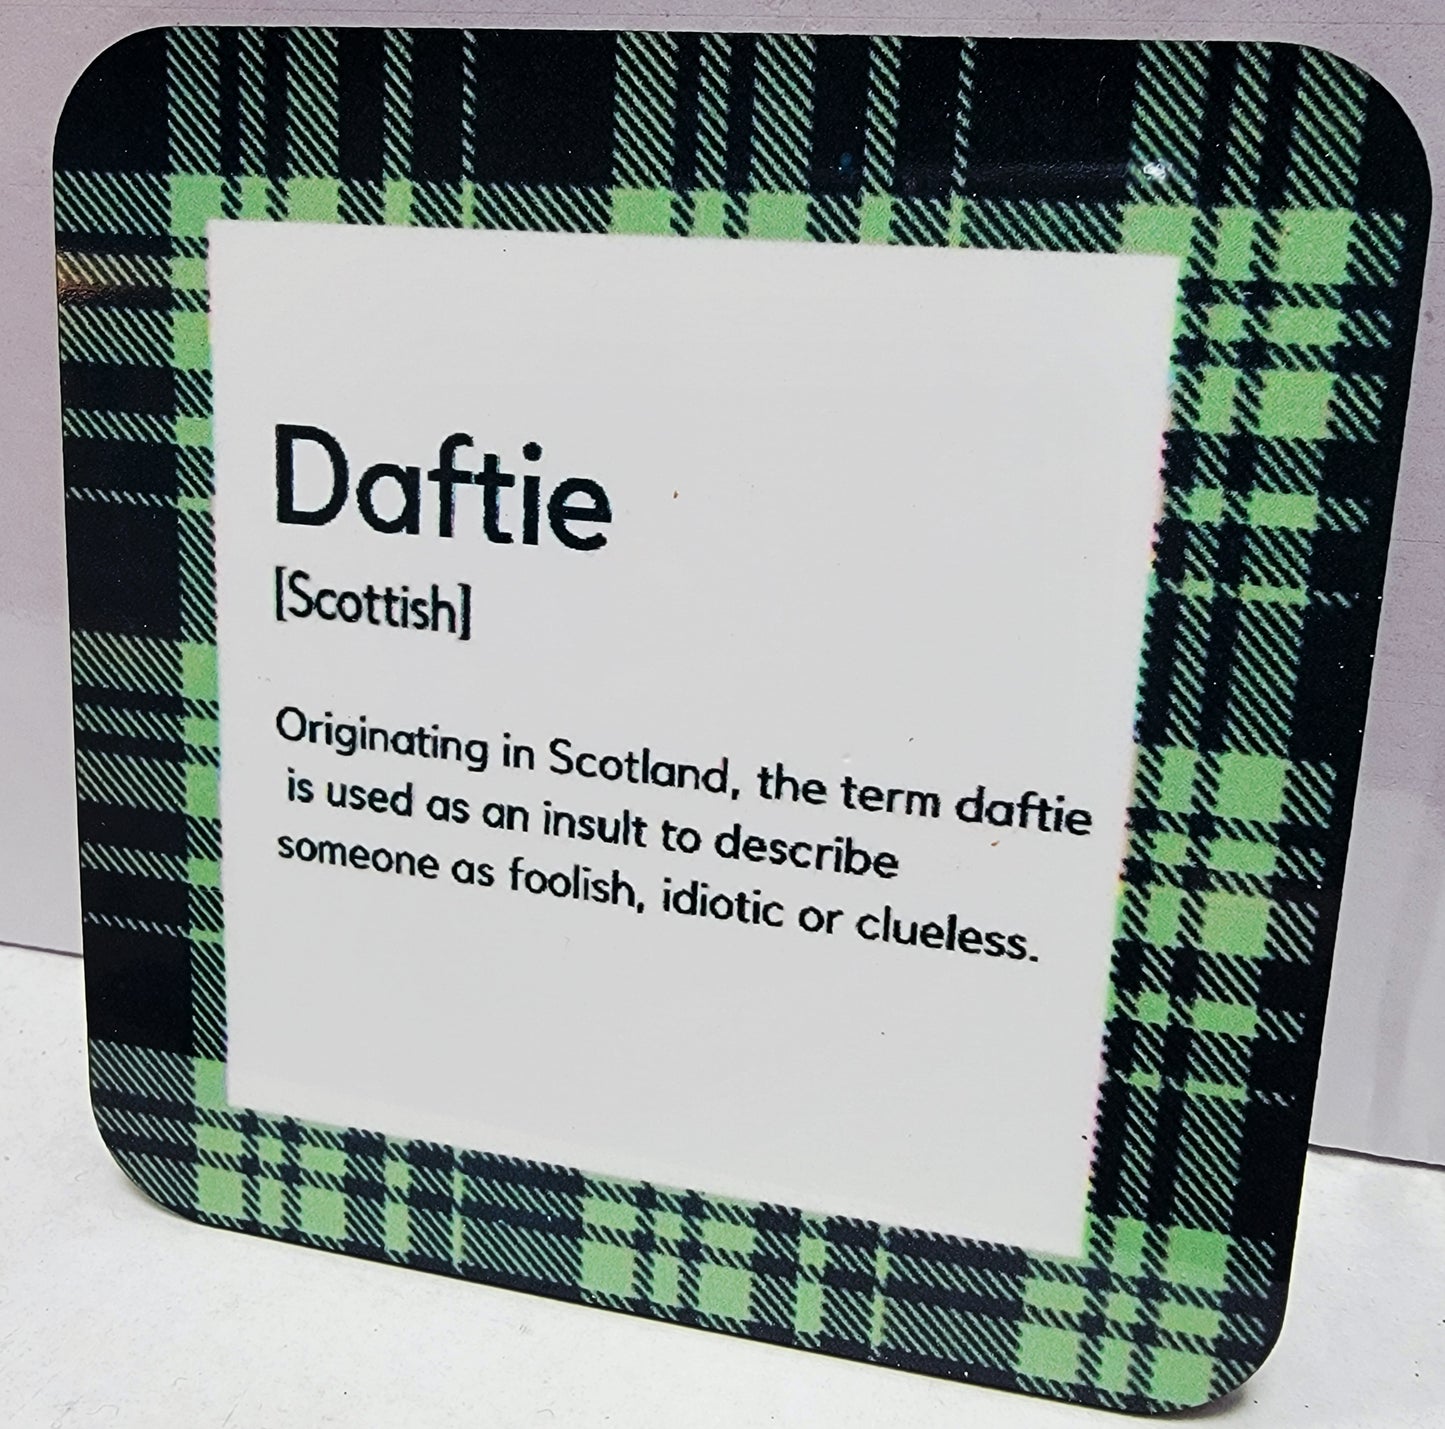 Daftie
[Scottish]
Originating in Scotland, the term daftie
is used as an insult to describe
someone as foolish, idiotic or clueless.